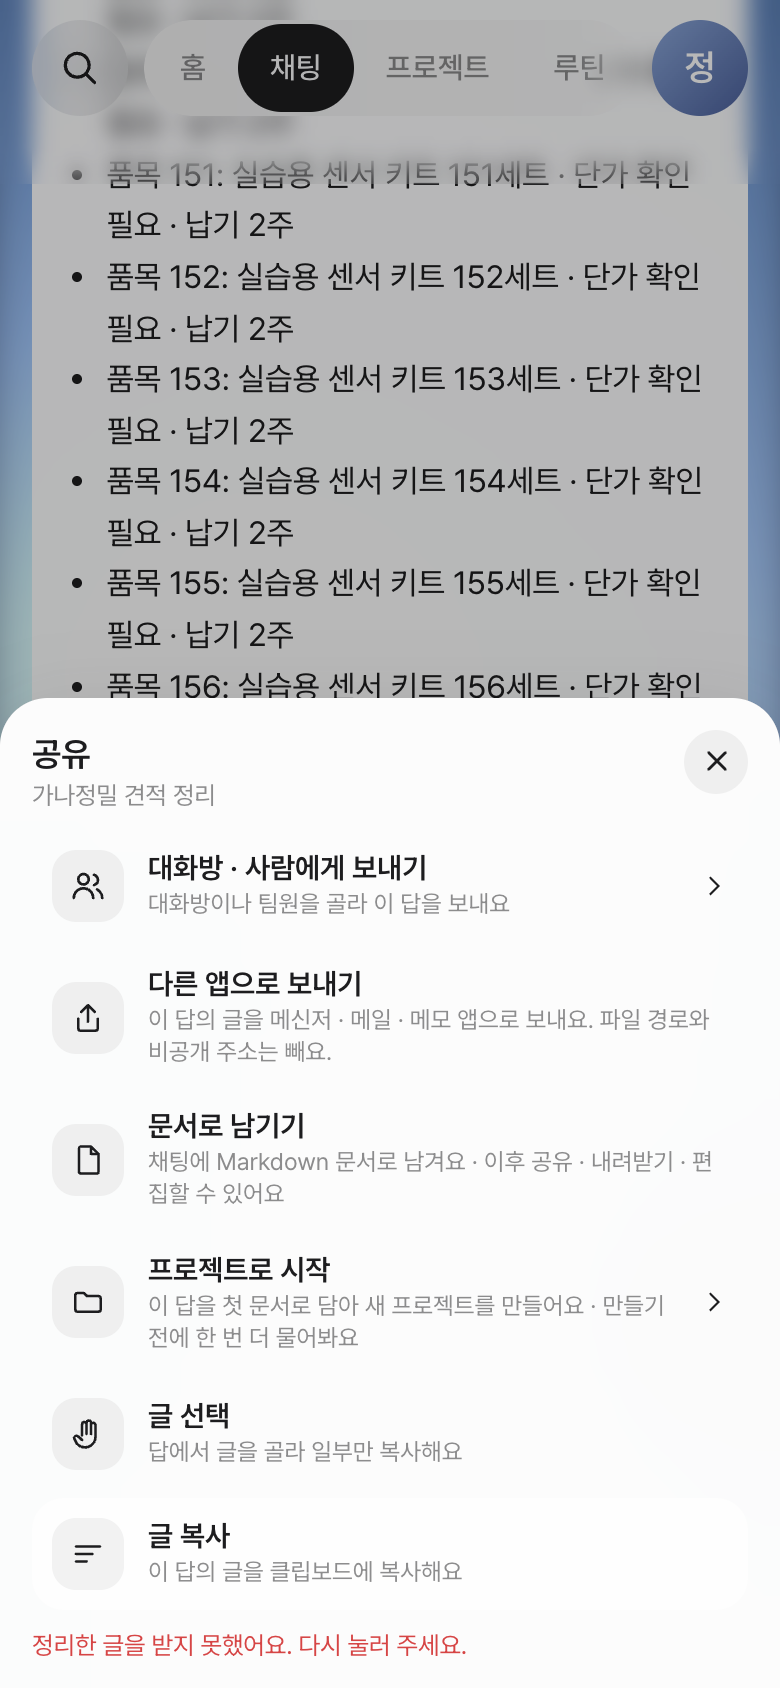 홈
채팅
프로젝트
루틴
정
품목 151: 실습용 센서 키트 151세트 · 단가 확인
필요 · 납기 2주
품목 152: 실습용 센서 키트 152세트 · 단가 확인
필요 · 납기 2주
품목 153: 실습용 센서 키트 153세트 · 단가 확인
필요 · 납기 2주
품목 154: 실습용 센서 키트 154세트 · 단가 확인
필요 · 납기 2주
품목 155: 실습용 센서 키트 155세트 · 단가 확인
필요 · 납기 2주
품목 156: 실습용 센서 키트 156세트 · 단가 확인
공유
가나정밀 견적 정리
대화방 · 사람에게 보내기
대화방이나 팀원을 골라 이 답을 보내요
다른 앱으로 보내기
이 답의 글을 메신저 · 메일 · 메모 앱으로 보내요. 파일 경로와
비공개 주소는 빼요.
문서로 남기기
채팅에 Markdown 문서로 남겨요 · 이후 공유 · 내려받기 · 편
집할 수 있어요
프로젝트로 시작
이 답을 첫 문서로 담아 새 프로젝트를 만들어요 · 만들기
전에 한 번 더 물어봐요
글 선택
답에서 글을 골라 일부만 복사해요
글 복사
이 답의 글을 클립보드에 복사해요
정리한 글을 받지 못했어요. 다시 눌러 주세요.